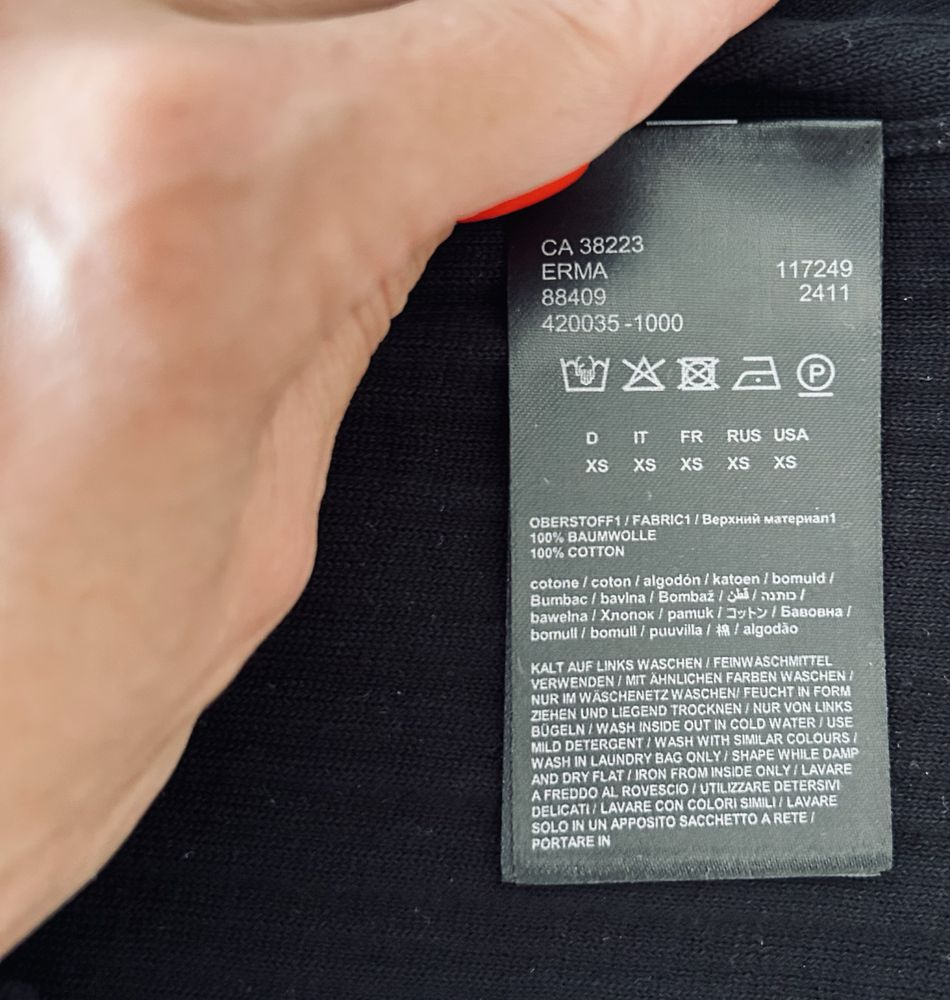 CA 38223
ERMA 117249
88409 2411
420035-1000
P
D IT FR RUS USA
XS XS XS XS XS
OBERSTOFF1 / FABRIC1 / Верхний материал1
100% BAUMWOLLE
100% COTTON
cotone / coton / algodón / katoen / bomuld /
Bumbac / bavlna / Bombaž / قطن / כותנה /
bawełna / Хлопок / pamuk / コットン / Бавовна /
bomull / bomull / puuvilla / 棉 / algodão
KALT AUF LINKS WASCHEN / FEINWASCHMITTEL
VERWENDEN / MIT ÄHNLICHEN FARBEN WASCHEN /
NUR IM WÄSCHENETZ WASCHEN/ FEUCHT IN FORM
ZIEHEN UND LIEGEND TROCKNEN / NUR VON LINKS
BÜGELN / WASH INSIDE OUT IN COLD WATER / USE
MILD DETERGENT / WASH WITH SIMILAR COLOURS /
WASH IN LAUNDRY BAG ONLY / SHAPE WHILE DAMP
AND DRY FLAT / IRON FROM INSIDE ONLY / LAVARE
A FREDDO AL ROVESCIO / UTILIZZARE DETERSIVI
DELICATI / LAVARE CON COLORI SIMILI / LAVARE
SOLO IN UN APPOSITO SACCHETTO A RETE /
PORTARE IN